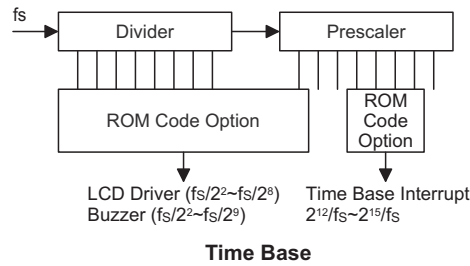 fs
Divider
Prescaler
ROM Code Option
ROM
Code
Option
LCD Driver (fs/2²~fs/2⁸)
Buzzer (fs/2²~fs/2⁹)
Time Base Interrupt
2¹²/fs~2¹⁵/fs
Time Base